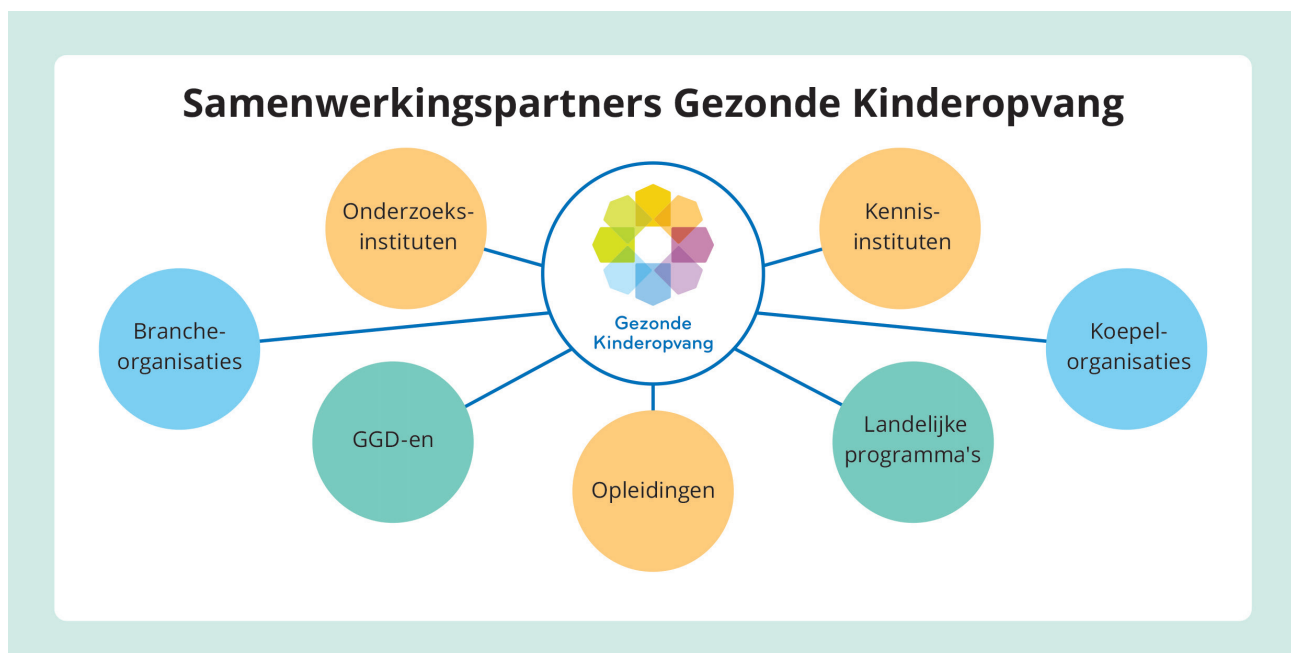 Samenwerkingspartners Gezonde Kinderopvang
Onderzoeks-
instituten
Kennis-
instituten
Gezonde
Kinderopvang
Branche-
organisaties
Koepel-
organisaties
GGD-en
Landelijke
programma's
Opleidingen